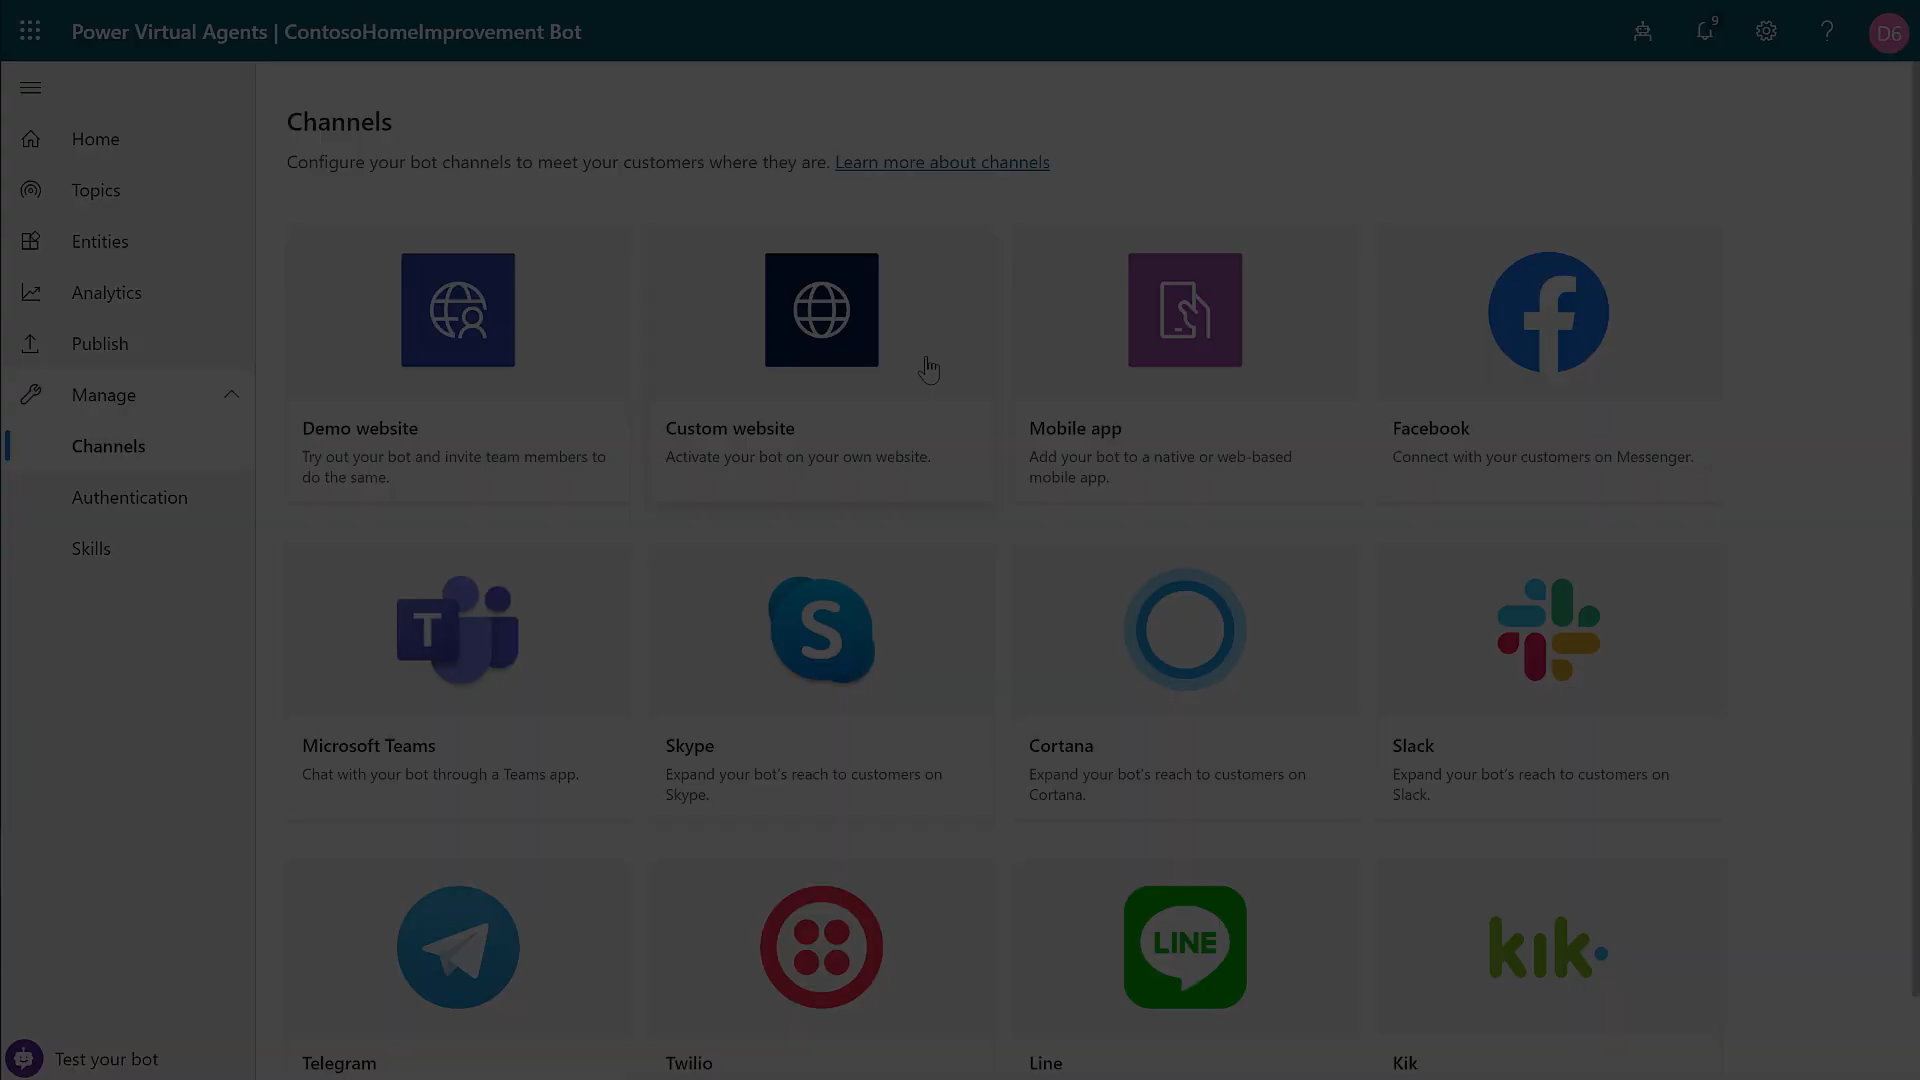 Power Virtual Agents | ContosoHomeImprovement Bot
9
D6
Home
Topics
Entities
Analytics
Publish
Manage
Channels
Authentication
Skills
Test your bot
Channels
Configure your bot channels to meet your customers where they are. Learn more about channels
Demo website
Try out your bot and invite team members to
do the same.
Custom website
Activate your bot on your own website.
Mobile app
Add your bot to a native or web-based
mobile app.
Facebook
Connect with your customers on Messenger.
T
Microsoft Teams
Chat with your bot through a Teams app.
S
Skype
Expand your bot's reach to customers on
Skype.
Cortana
Expand your bot's reach to customers on
Cortana.
Slack
Expand your bot's reach to customers on
Slack.
Telegram
Twilio
LINE
Line
kik
Kik